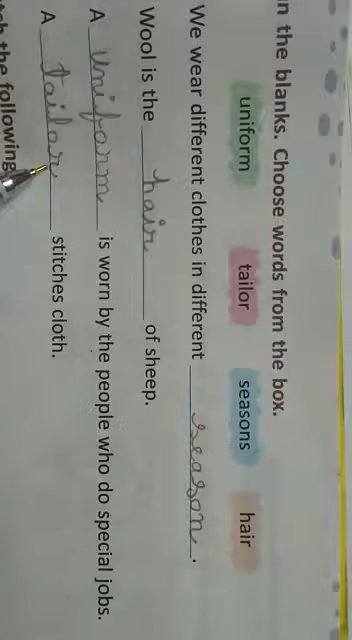 n the blanks. Choose words from the box.
uniform tailor seasons hair
We wear different clothes in different season.
Wool is the hair of sheep.
A uniform is worn by the people who do special jobs.
A tailor stitches cloth.
the following